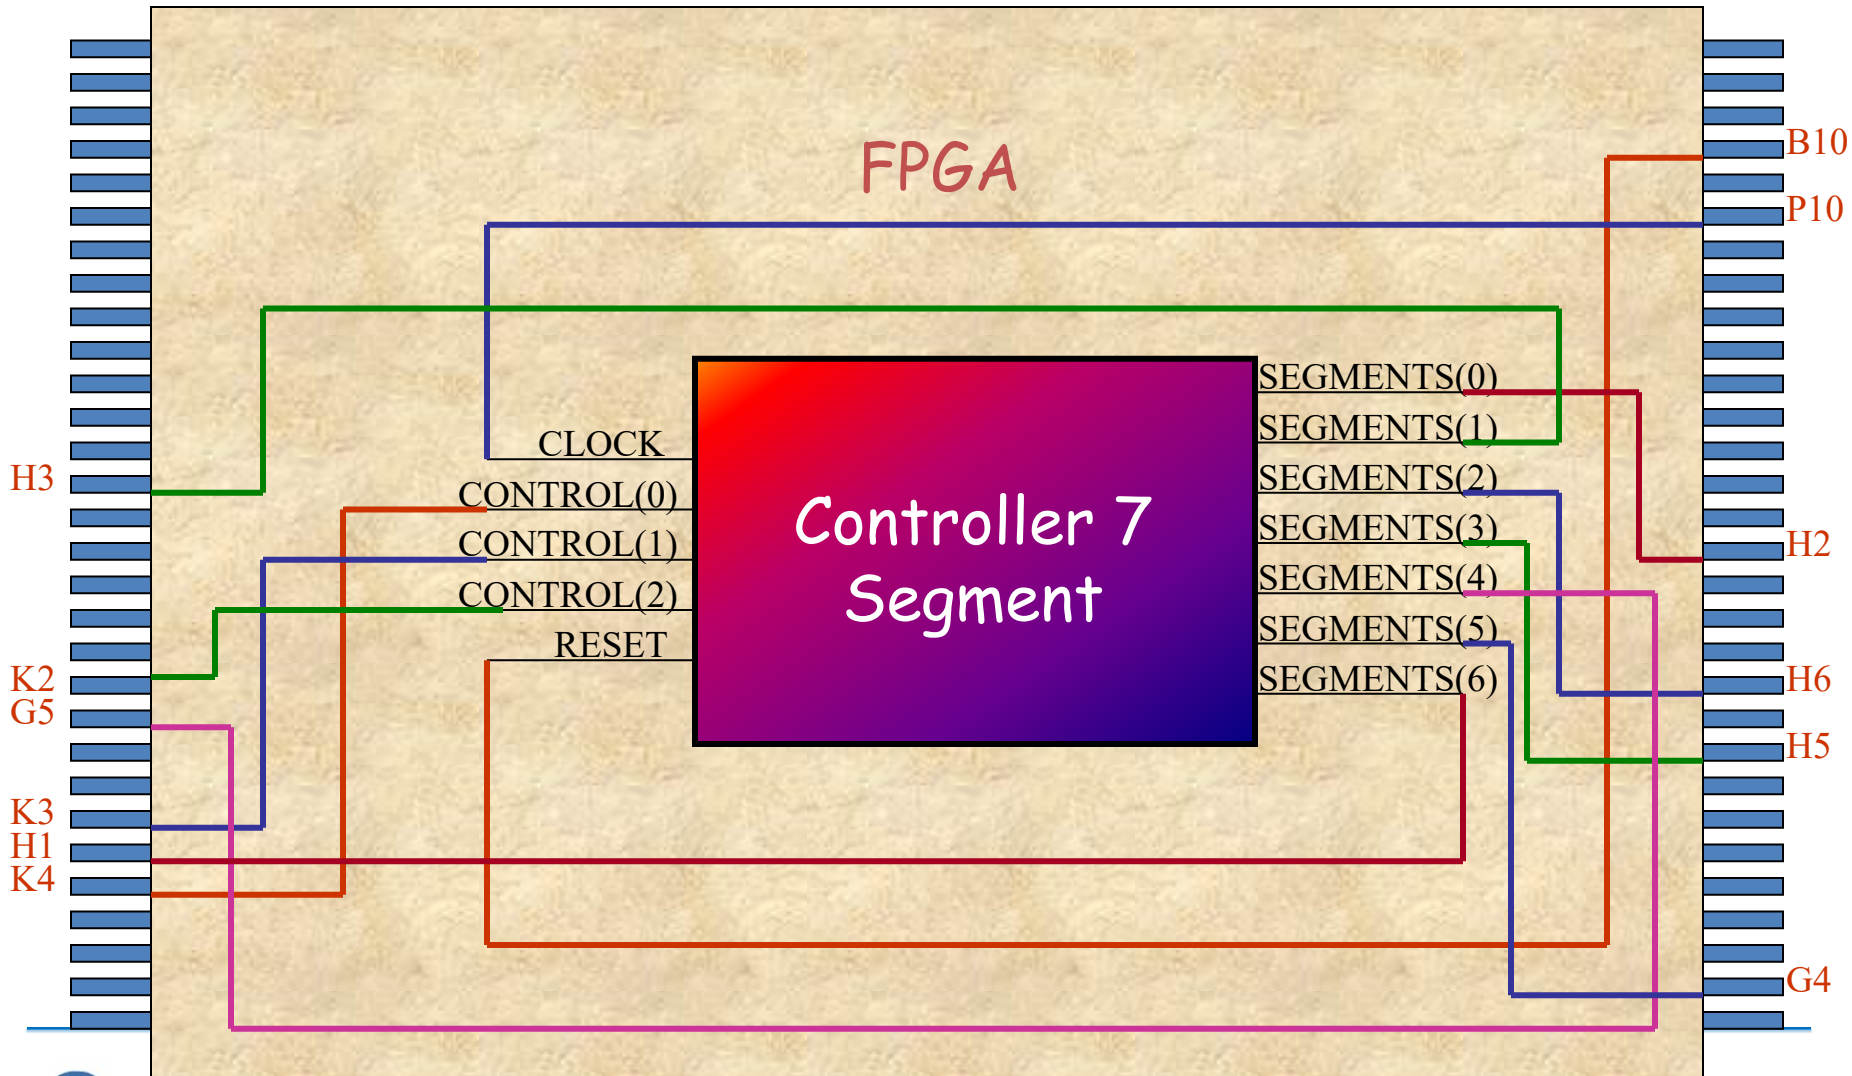 FPGA
B10
P10
H3
K2
G5
K3
H1
K4
CLOCK
CONTROL(0)
CONTROL(1)
CONTROL(2)
RESET
Controller 7
Segment
SEGMENTS(0)
SEGMENTS(1)
SEGMENTS(2)
SEGMENTS(3)
SEGMENTS(4)
SEGMENTS(5)
SEGMENTS(6)
H2
H6
H5
G4